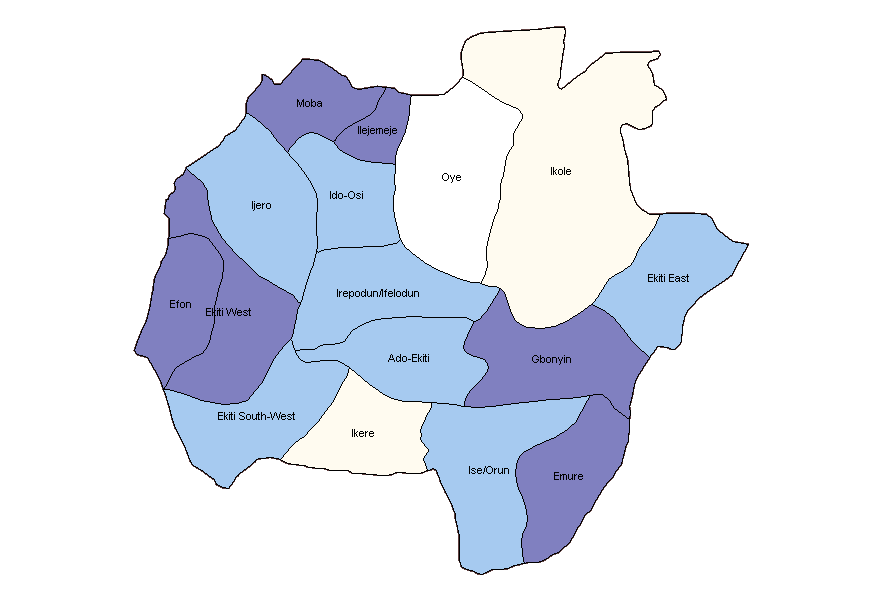 Moba
Ilejemeje
Oye
Ikole
Ido-Osi
Ijero
Ekiti East
Irepodun/Ifelodun
Efon
Ekiti West
Ado-Ekiti
Gbonyin
Ekiti South-West
Ikere
Ise/Orun
Emure